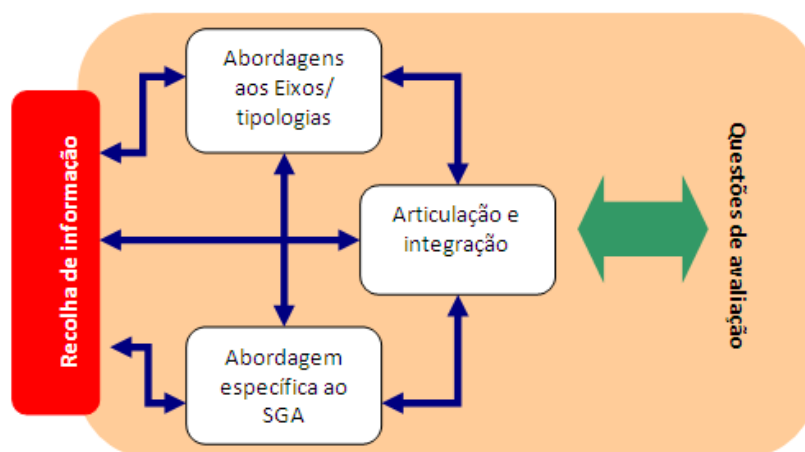 Recolha de informação
Abordagens
aos Eixos/
tipologias
Articulação e
integração
Abordagem
específica ao
SGA
Questões de avaliação